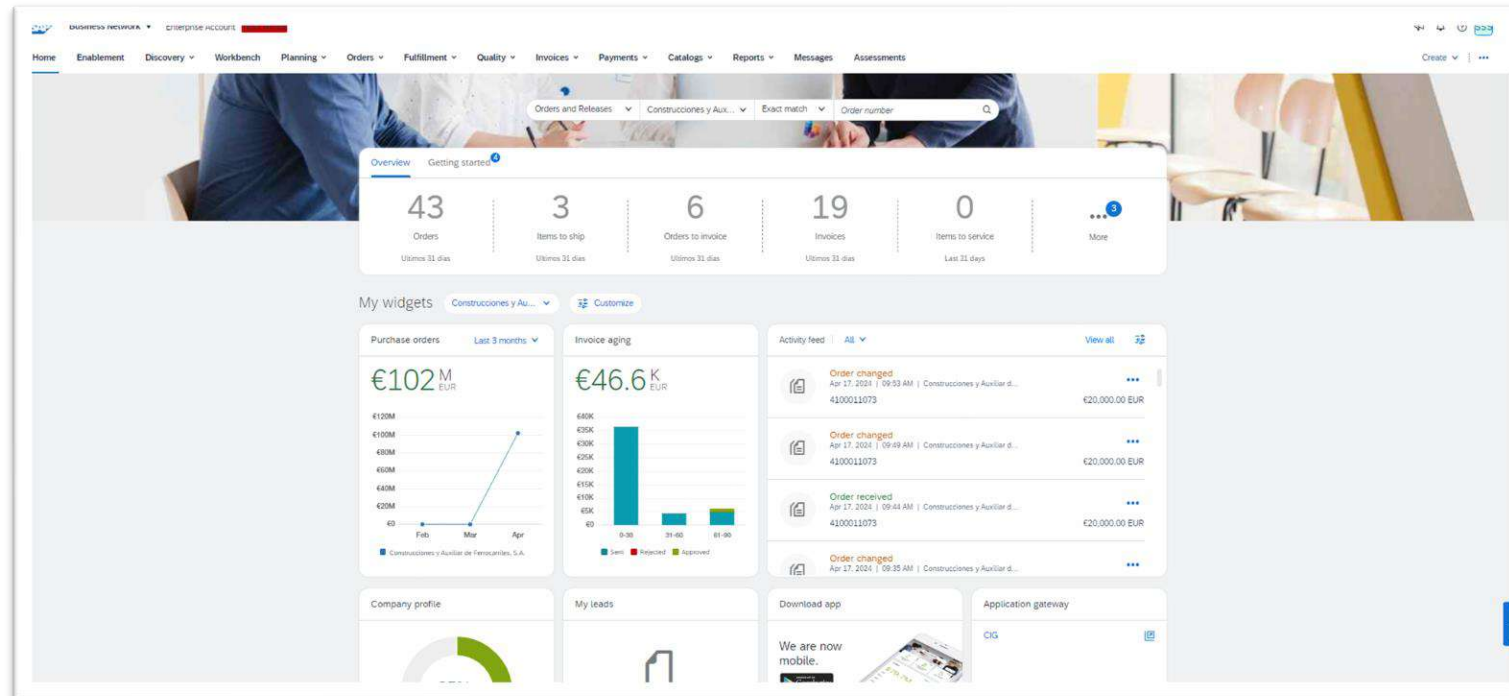 Business Network Enterprise Account
Home Enablement Discovery Workbench Planning Orders Fulfillment Quality Invoices Payments Catalogs Reports Messages Assessments Create
Orders and Releases Construcciones y Aux... Exact match Order number
Overview Getting started 4
43 3 6 19 0 ... 3
Orders Items to ship Orders to invoice Invoices Items to service More
Ultimos 31 dias Ultimos 31 dias Ultimos 31 dias Ultimos 31 dias Last 31 days
My widgets Construcciones y Au... Customize
Purchase orders Last 3 months
€102 M EUR
€120M
€100M
€80M
€60M
€40M
€20M
€0
Feb Mar Apr
Construcciones y Auxiliar de Ferrocarriles, S.A.
Invoice aging
€46.6 K EUR
€40K
€35K
€30K
€25K
€20K
€15K
€10K
€5K
€0
0-30 31-60 61-90
Sent Rejected Approved
Activity feed All View all
Order changed
Apr 17, 2024 | 09:53 AM | Construcciones y Auxiliar d...
4100011073 €20,000.00 EUR
Order changed
Apr 17, 2024 | 09:49 AM | Construcciones y Auxiliar d...
4100011073 €20,000.00 EUR
Order received
Apr 17, 2024 | 09:44 AM | Construcciones y Auxiliar d...
4100011073 €20,000.00 EUR
Order changed
Apr 17, 2024 | 09:35 AM | Construcciones y Auxiliar d...
Company profile
My leads
Download app
We are now
mobile.
Application gateway
CIG